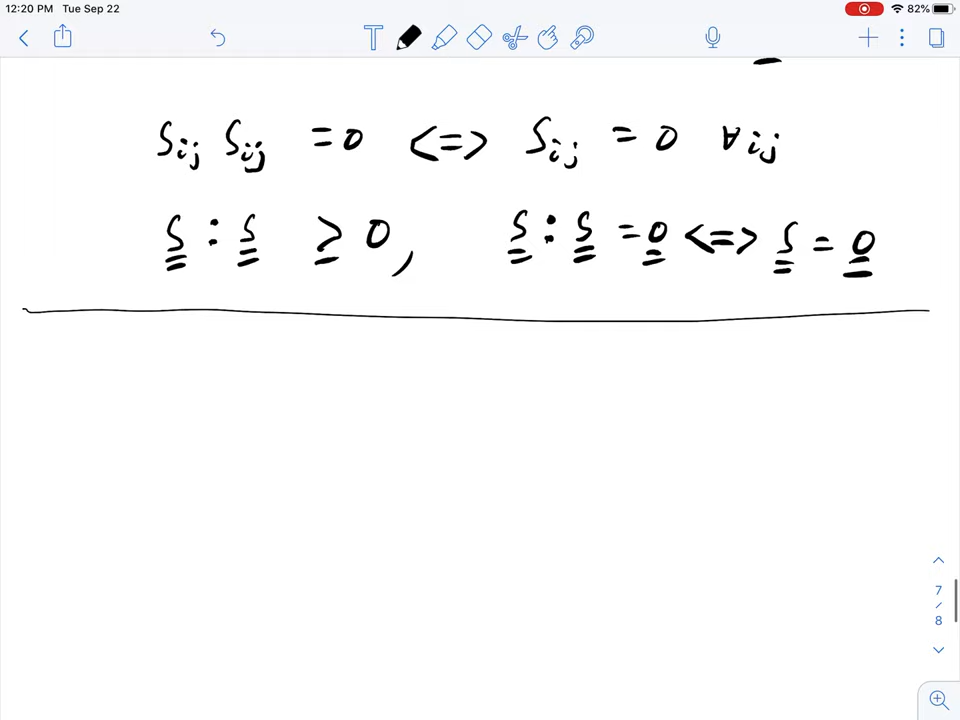 12:20 PM Tue Sep 22
82%
T
S_ij S_ij = 0 <=> S_ij = 0 ∀ ij
S : S ≥ 0, S : S = 0 <=> S = 0
7
/
8